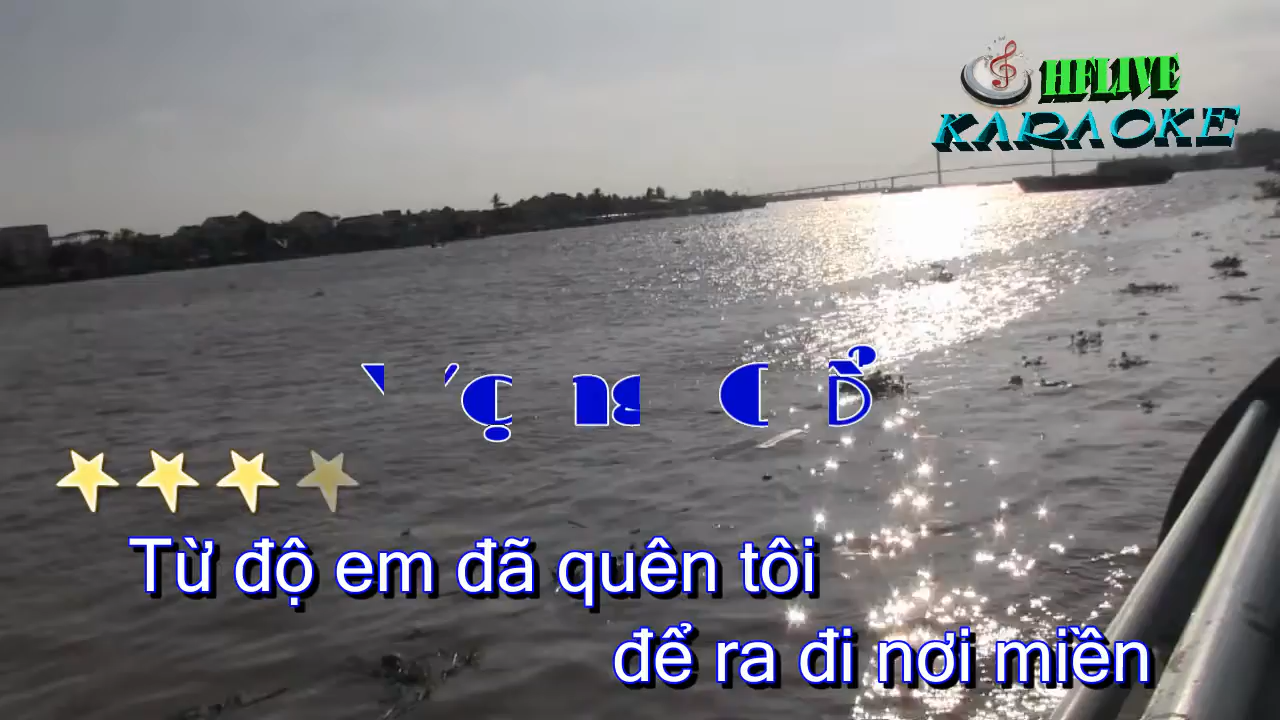 HFLIVE
KARAOKE
Từ độ em đã quên tôi
để ra đi nơi miền